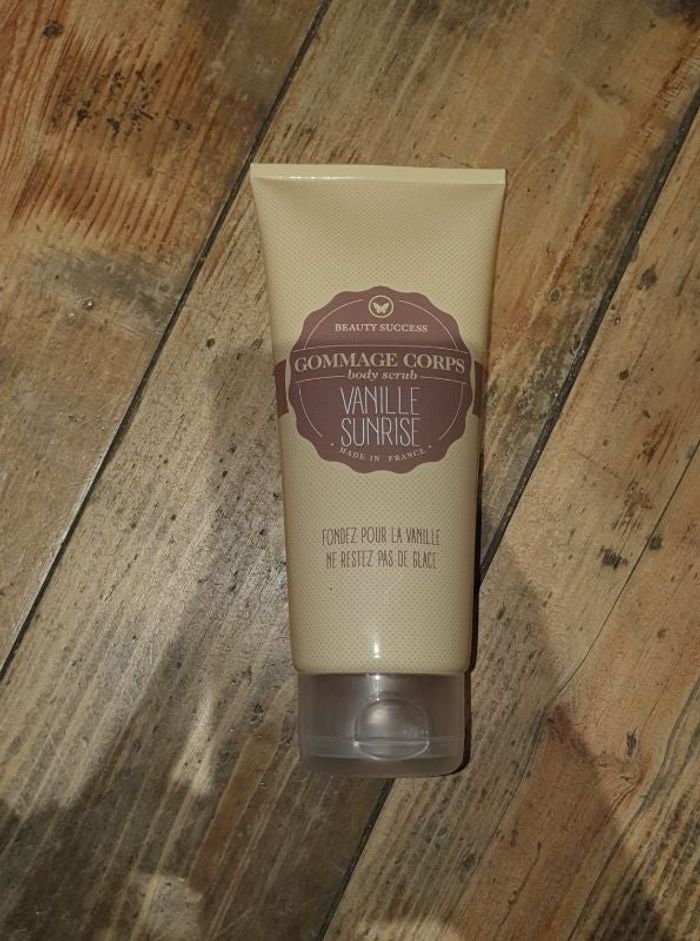 BEAUTY SUCCESS
GOMMAGE CORPS
body scrub
VANILLE
SUNRISE
• MADE IN FRANCE •
FONDEZ POUR LA VANILLE
NE RESTEZ PAS DE GLACE